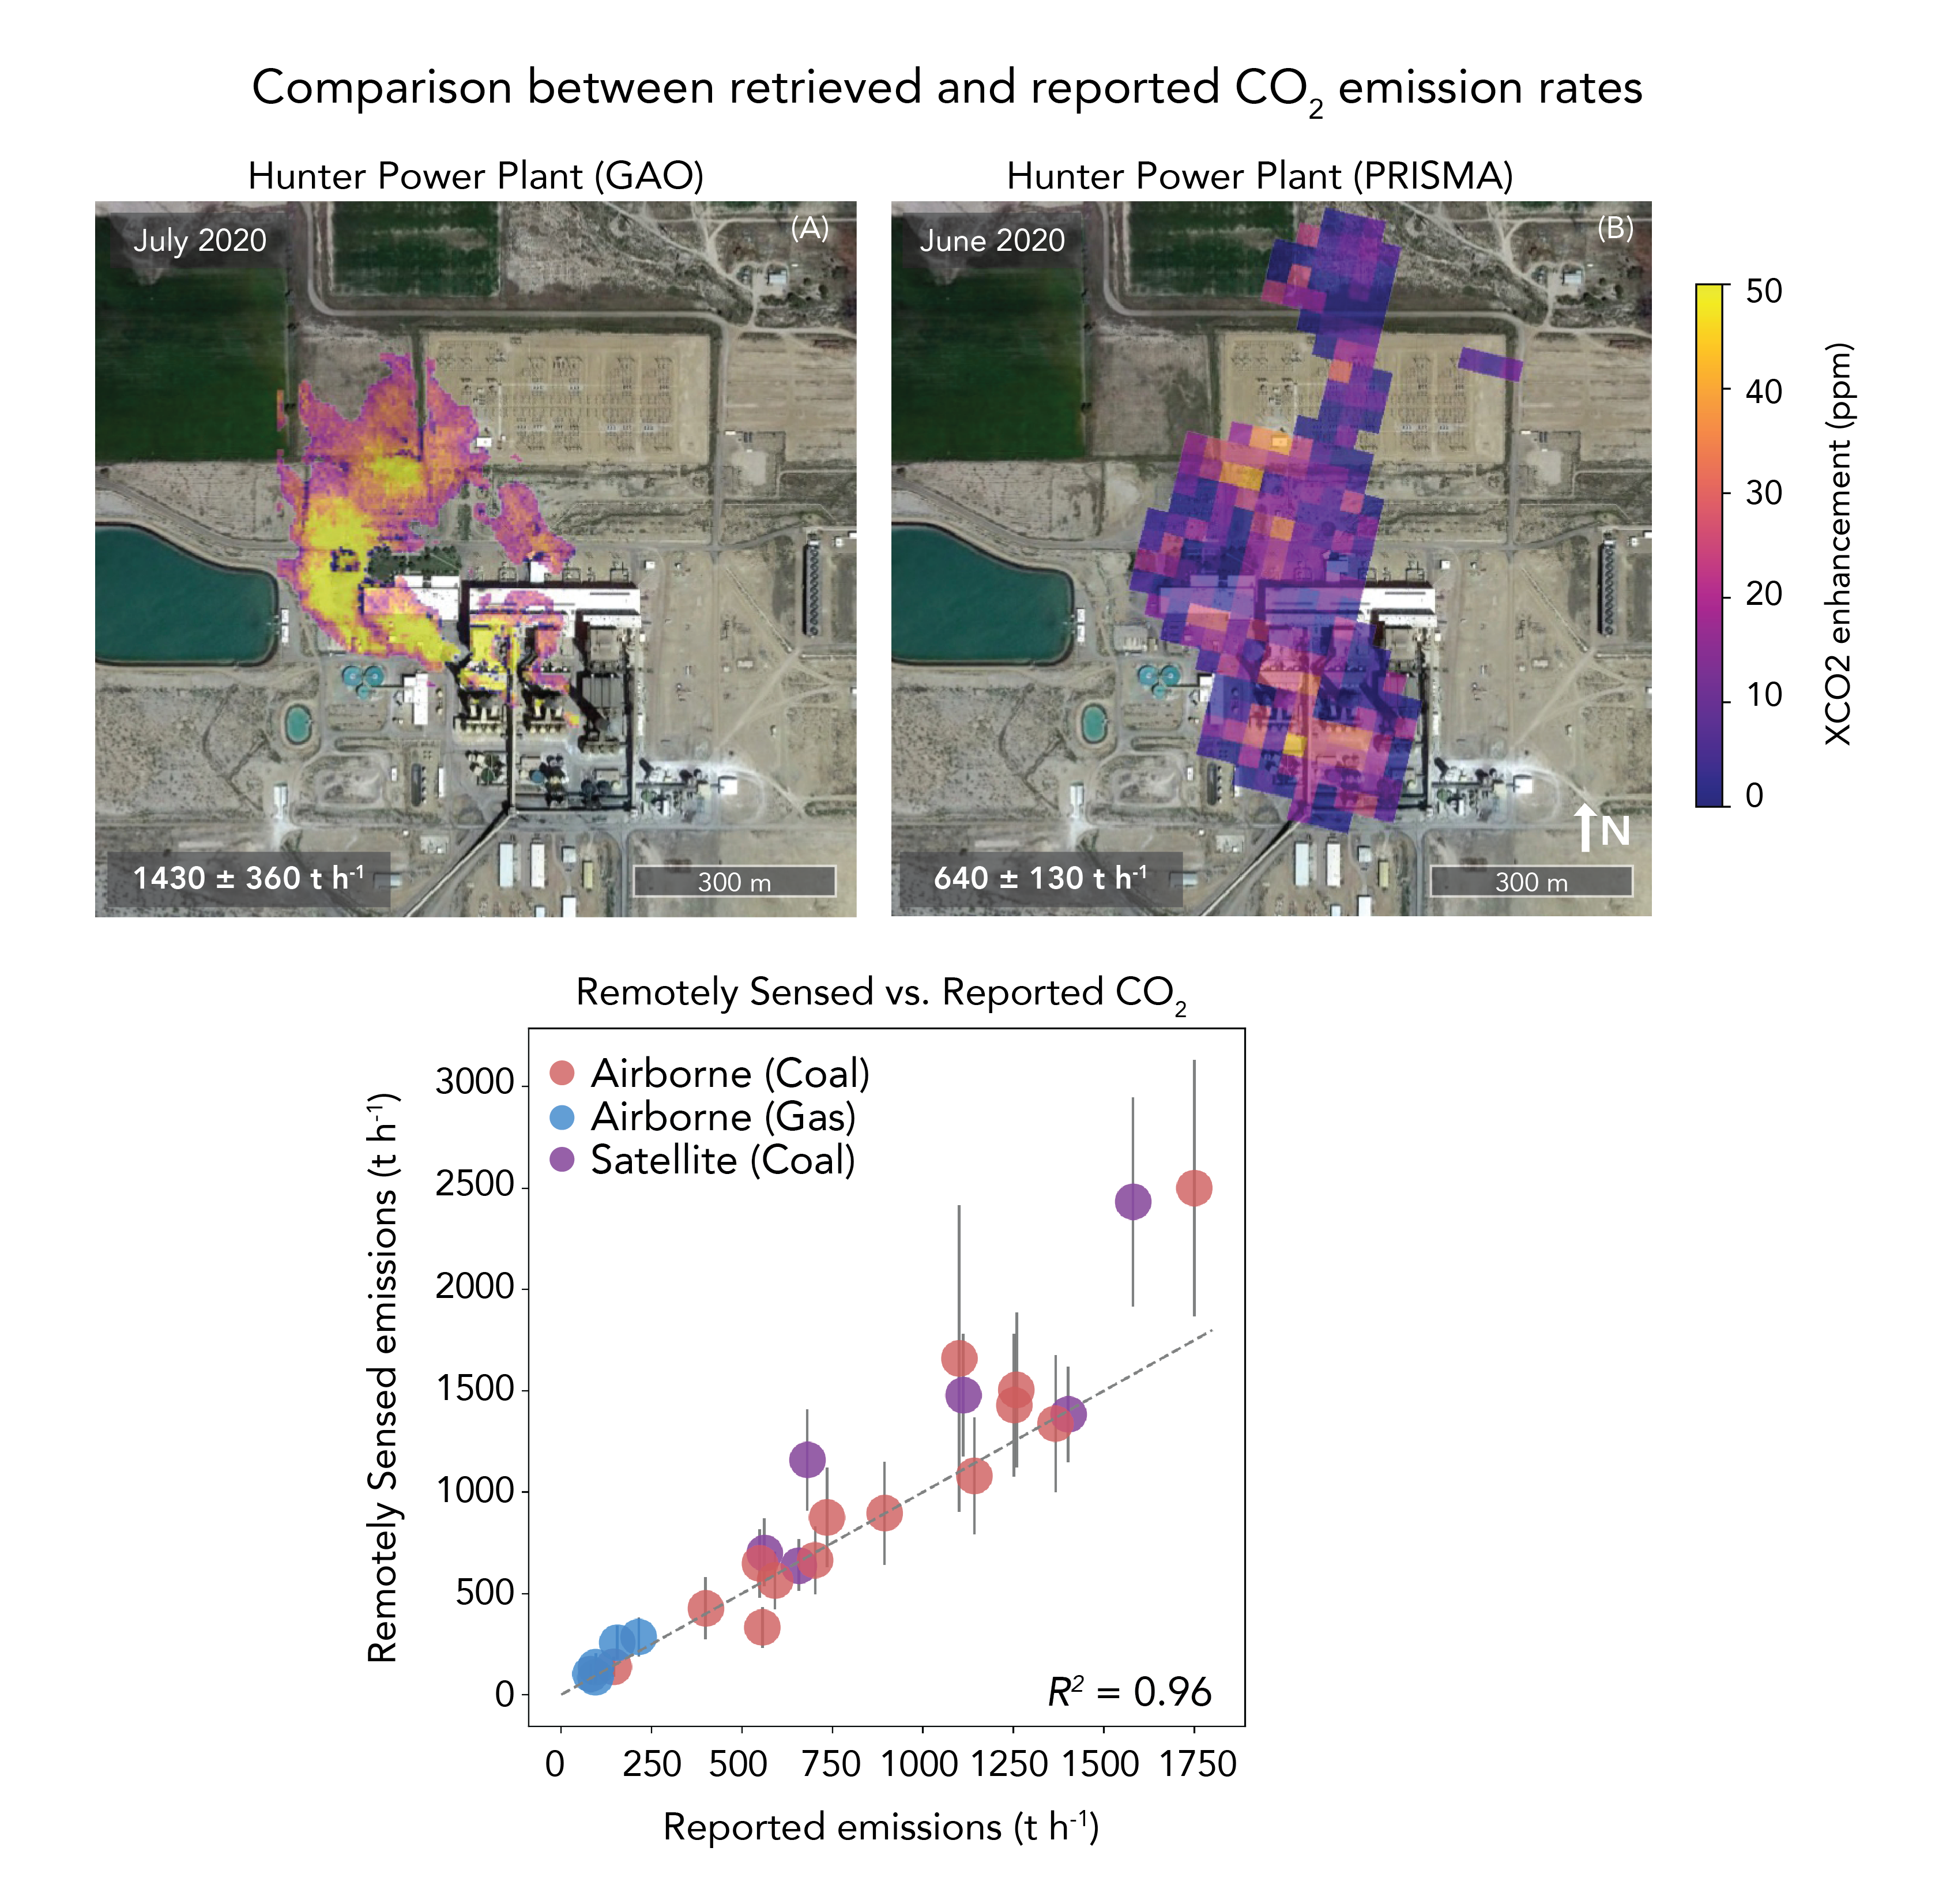 Comparison between retrieved and reported CO₂ emission rates
Hunter Power Plant (GAO)
Hunter Power Plant (PRISMA)
July 2020
(A)
June 2020
(B)
1430 ± 360 t h⁻¹
300 m
640 ± 130 t h⁻¹
300 m
N
50
40
30
20
10
0
XCO2 enhancement (ppm)
Remotely Sensed vs. Reported CO₂
Airborne (Coal)
Airborne (Gas)
Satellite (Coal)
3000
2500
2000
1500
1000
500
0
Remotely Sensed emissions (t h⁻¹)
R² = 0.96
0 250 500 750 1000 1250 1500 1750
Reported emissions (t h⁻¹)